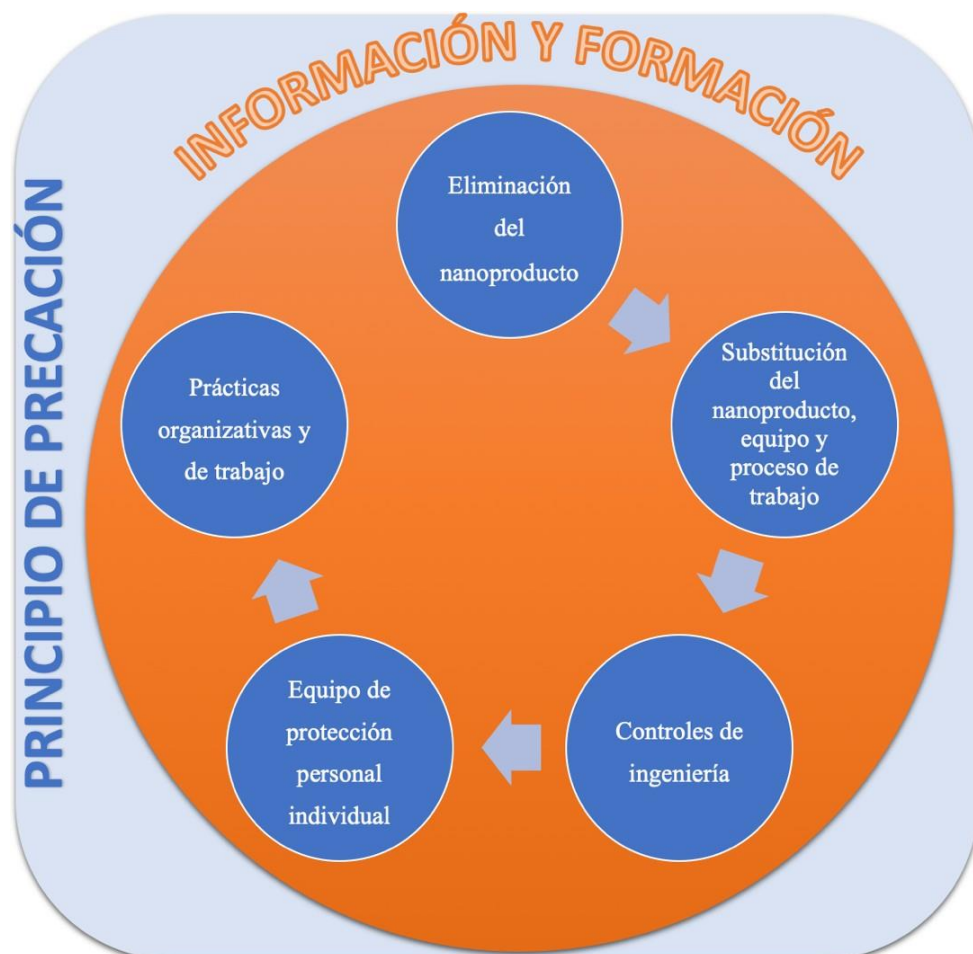 INFORMACIÓN Y FORMACIÓN
PRINCIPIO DE PRECACIÓN
Eliminación
del
nanoproducto
Substitución
del
nanoproducto,
equipo y
proceso de
trabajo
Controles de
ingeniería
Equipo de
protección
personal
individual
Prácticas
organizativas y
de trabajo